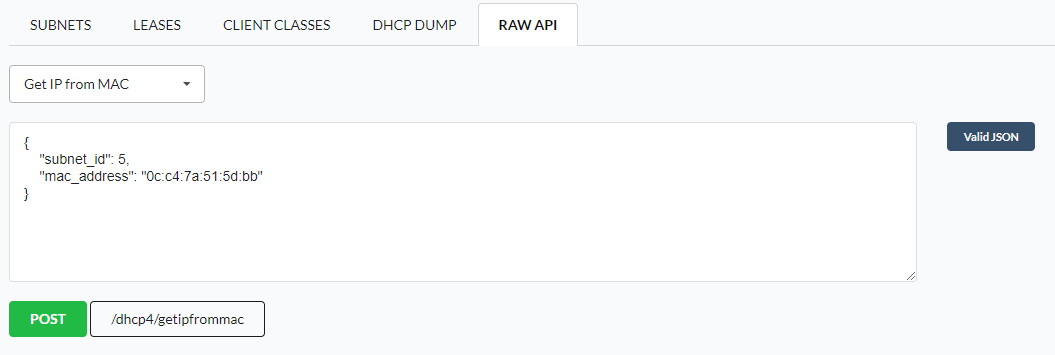 SUBNETS LEASES CLIENT CLASSES DHCP DUMP RAW API
Get IP from MAC
{
"subnet_id": 5,
"mac_address": "0c:c4:7a:51:5d:bb"
}
Valid JSON
POST /dhcp4/getipfrommac